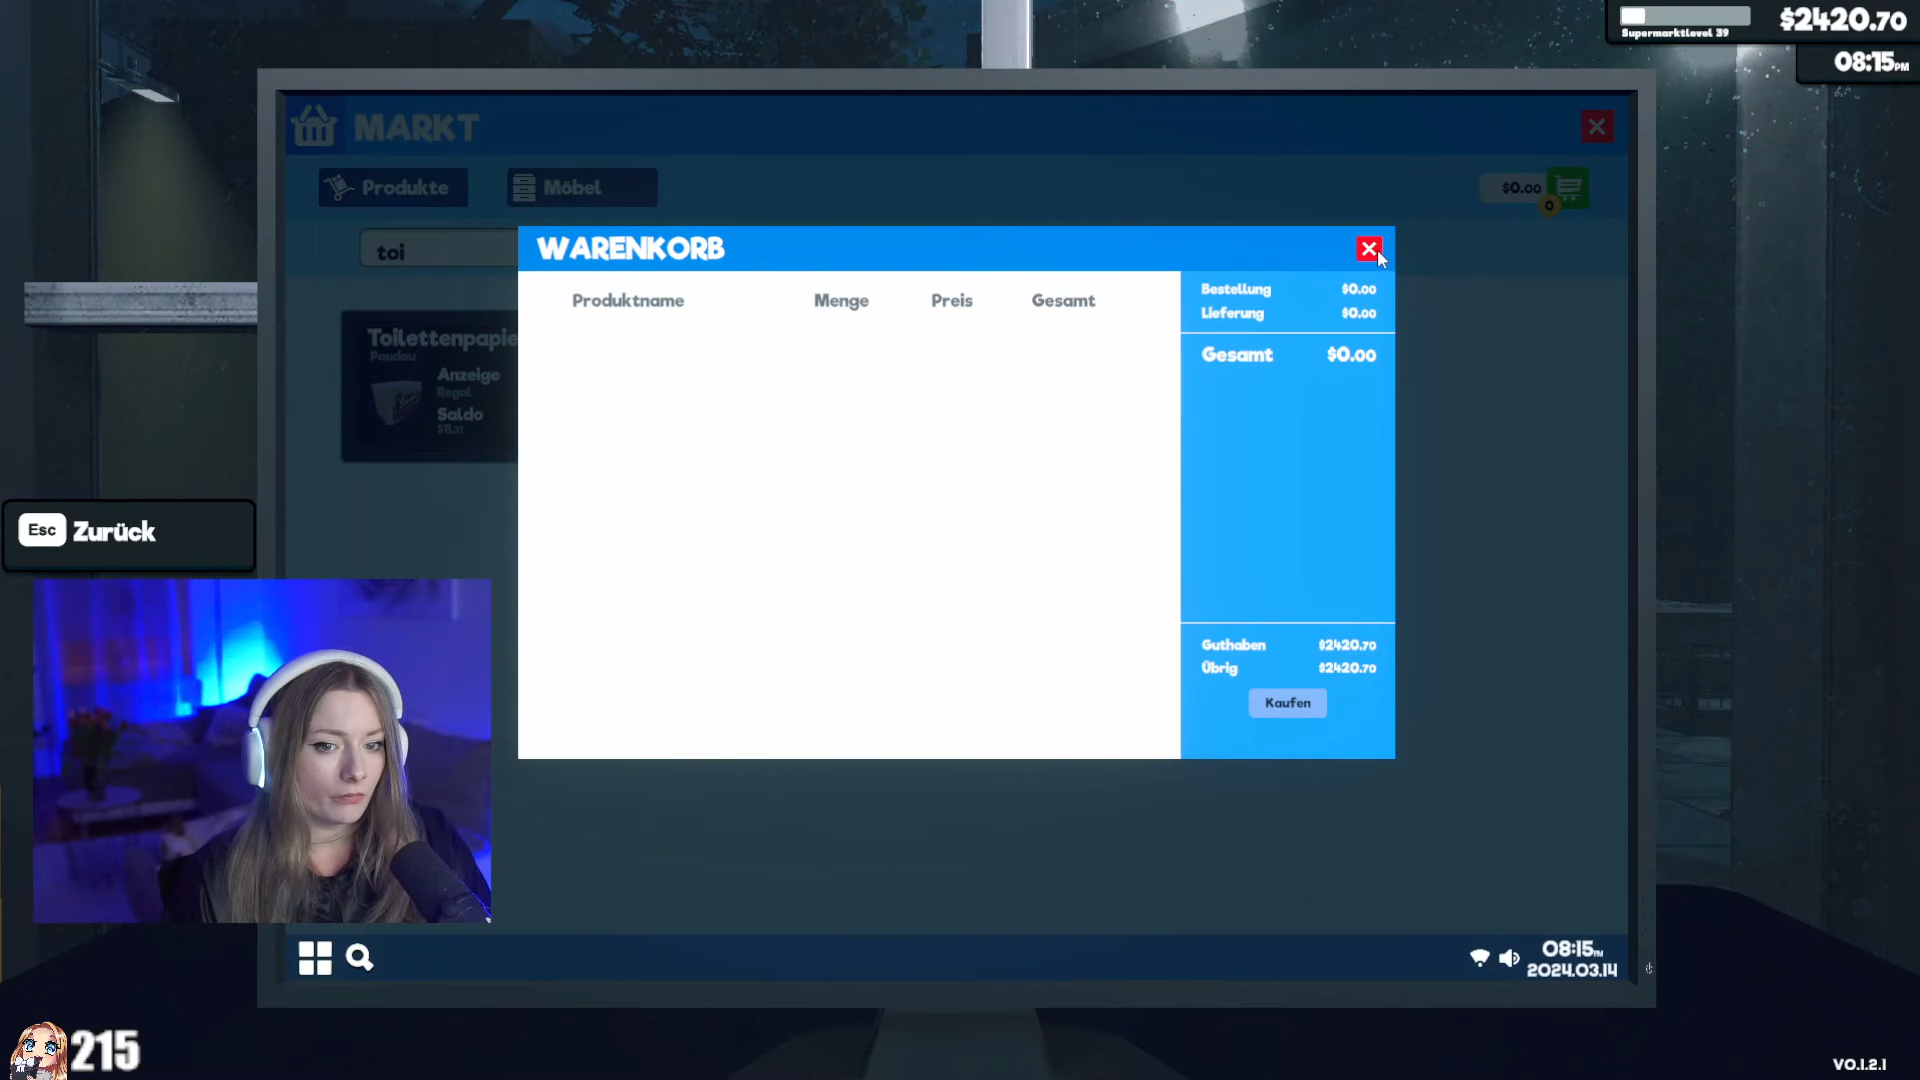 $2420.70
Supermarktlevel 39
08:15PM
MARKT
Produkte
Möbel
$0.00
0
toi
WARENKORB
Produktname Menge Preis Gesamt
Bestellung $0.00
Lieferung $0.00
Gesamt $0.00
Toilettenpapie
Anzeige
Regal
Saldo
Esc Zurück
Guthaben $2420.70
Übrig $2420.70
Kaufen
08:15PM
2024.03.14
215
V0.1.2.1